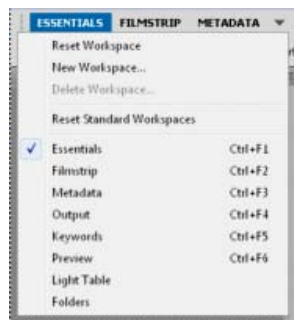 ESSENTIALS FILMSTRIP METADATA
Reset Workspace
New Workspace...
Delete Workspace...
Reset Standard Workspaces
Essentials Ctrl+F1
Filmstrip Ctrl+F2
Metadata Ctrl+F3
Output Ctrl+F4
Keywords Ctrl+F5
Preview Ctrl+F6
Light Table
Folders